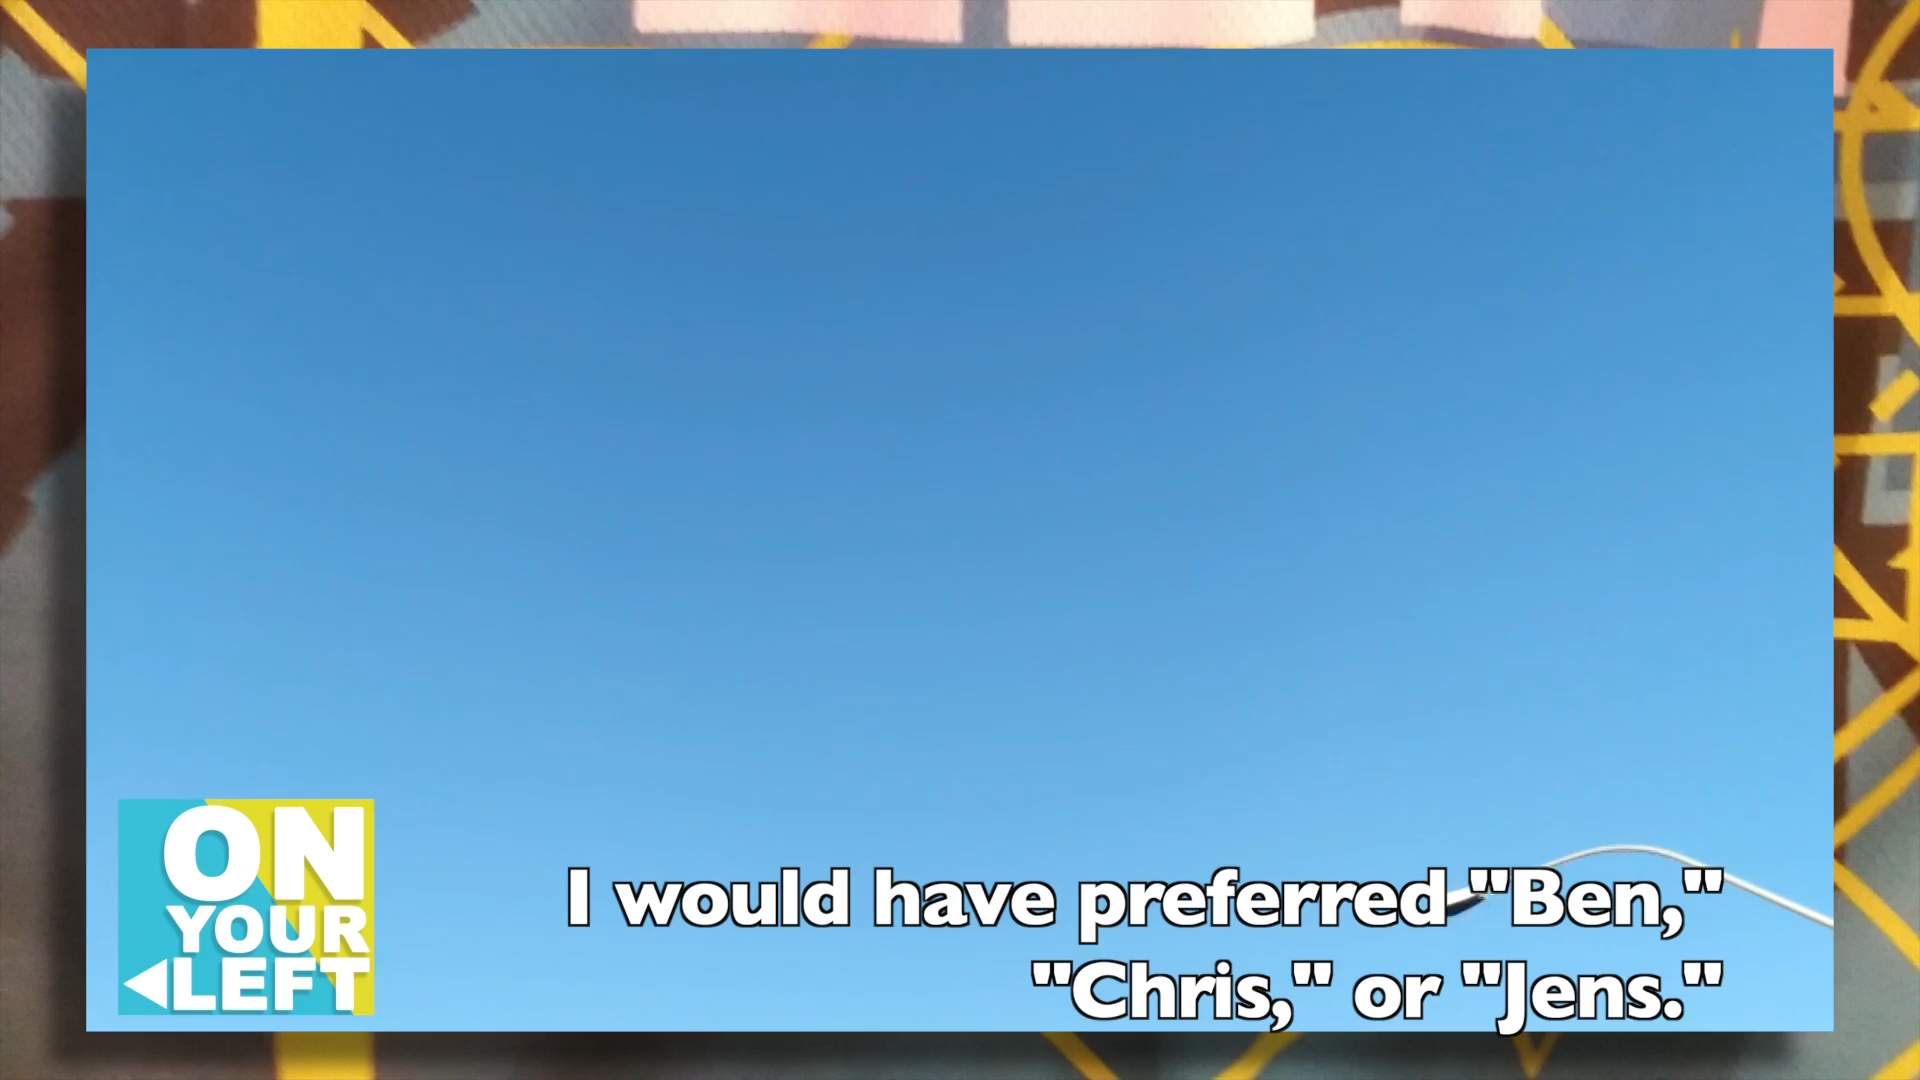 ON
YOUR
LEFT
I would have preferred "Ben,"
"Chris," or "Jens."